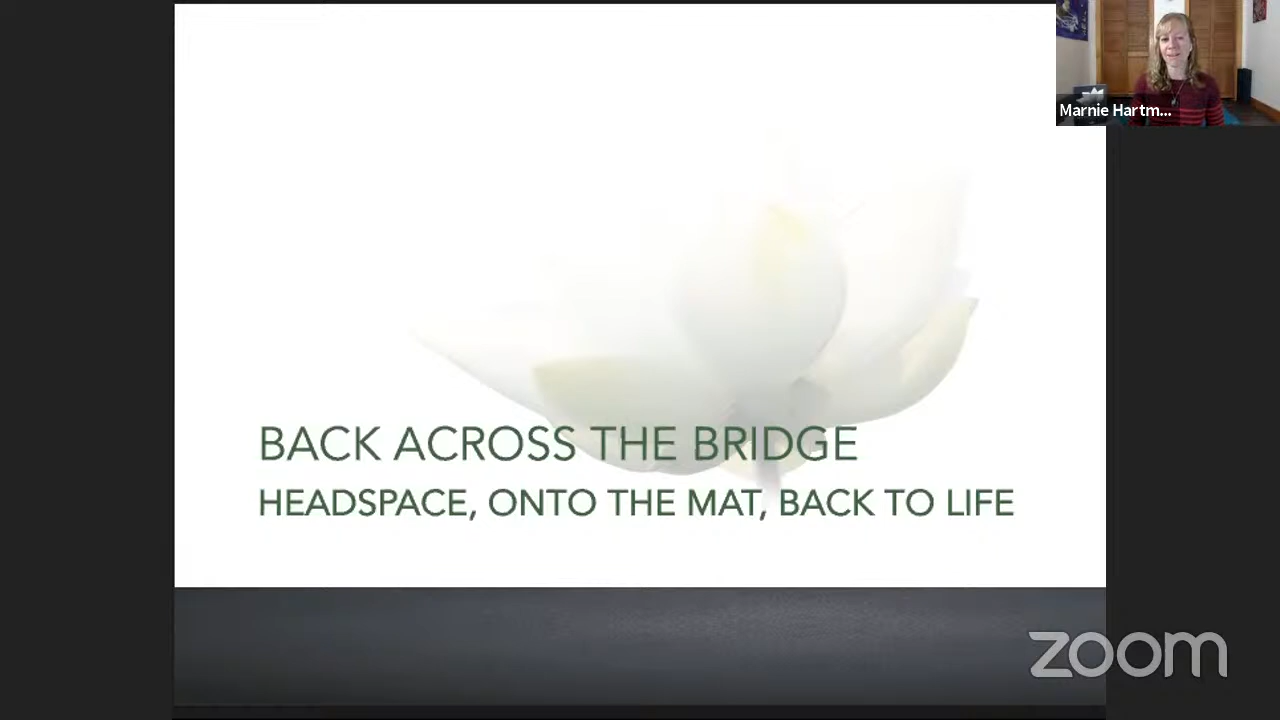 Marnie Hartm...
BACK ACROSS THE BRIDGE
HEADSPACE, ONTO THE MAT, BACK TO LIFE
zoom